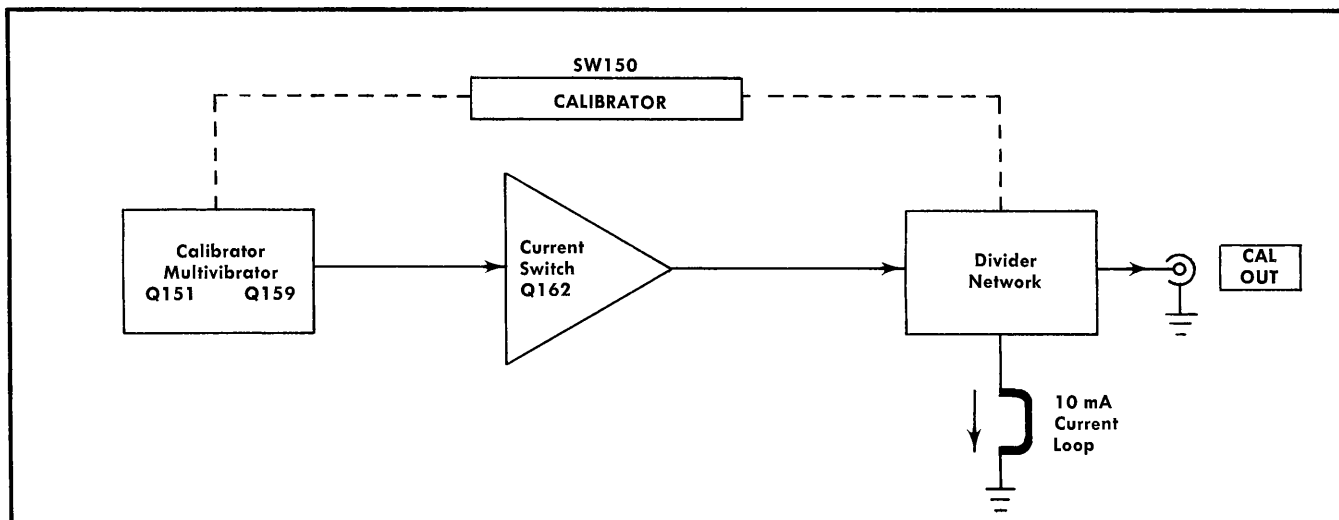 SW150
CALIBRATOR
Calibrator
Multivibrator
Q151 Q159
Current
Switch
Q162
Divider
Network
CAL
OUT
10 mA
Current
Loop